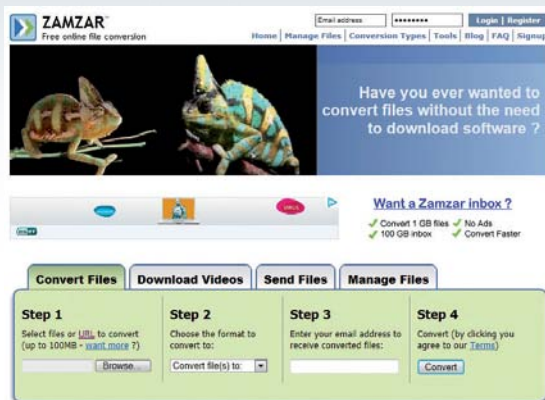 ZAMZAR™
Free online file conversion
Email address
Login | Register
Home | Manage Files | Conversion Types | Tools | Blog | FAQ | Signup
Have you ever wanted to
convert files without the need
to download software ?
Want a Zamzar inbox ?
Convert 1 GB files No Ads
100 GB inbox Convert Faster
Convert Files Download Videos Send Files Manage Files
Step 1
Select files or URL to convert
(up to 100MB - want more ?)
Browse...
Step 2
Choose the format to
convert to:
Convert file(s) to:
Step 3
Enter your email address to
receive converted files:
Step 4
Convert (by clicking you
agree to our Terms)
Convert